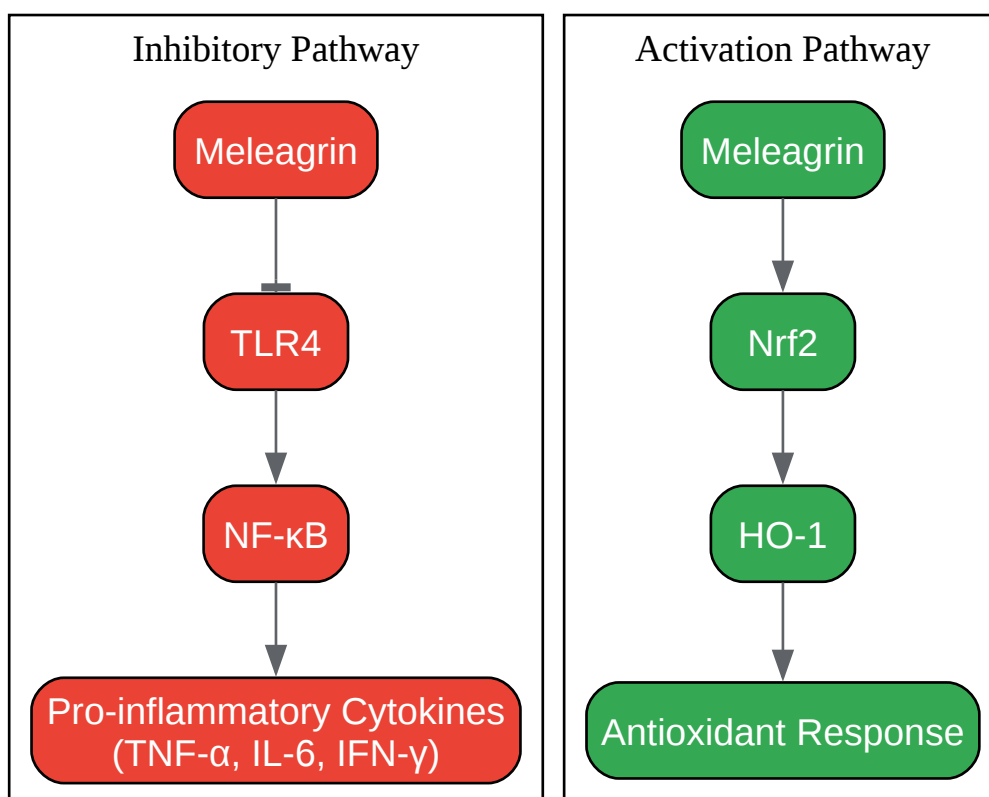 Inhibitory Pathway
Meleagrin
TLR4
NF-κB
Pro-inflammatory Cytokines
(TNF-α, IL-6, IFN-γ)
Activation Pathway
Meleagrin
Nrf2
HO-1
Antioxidant Response